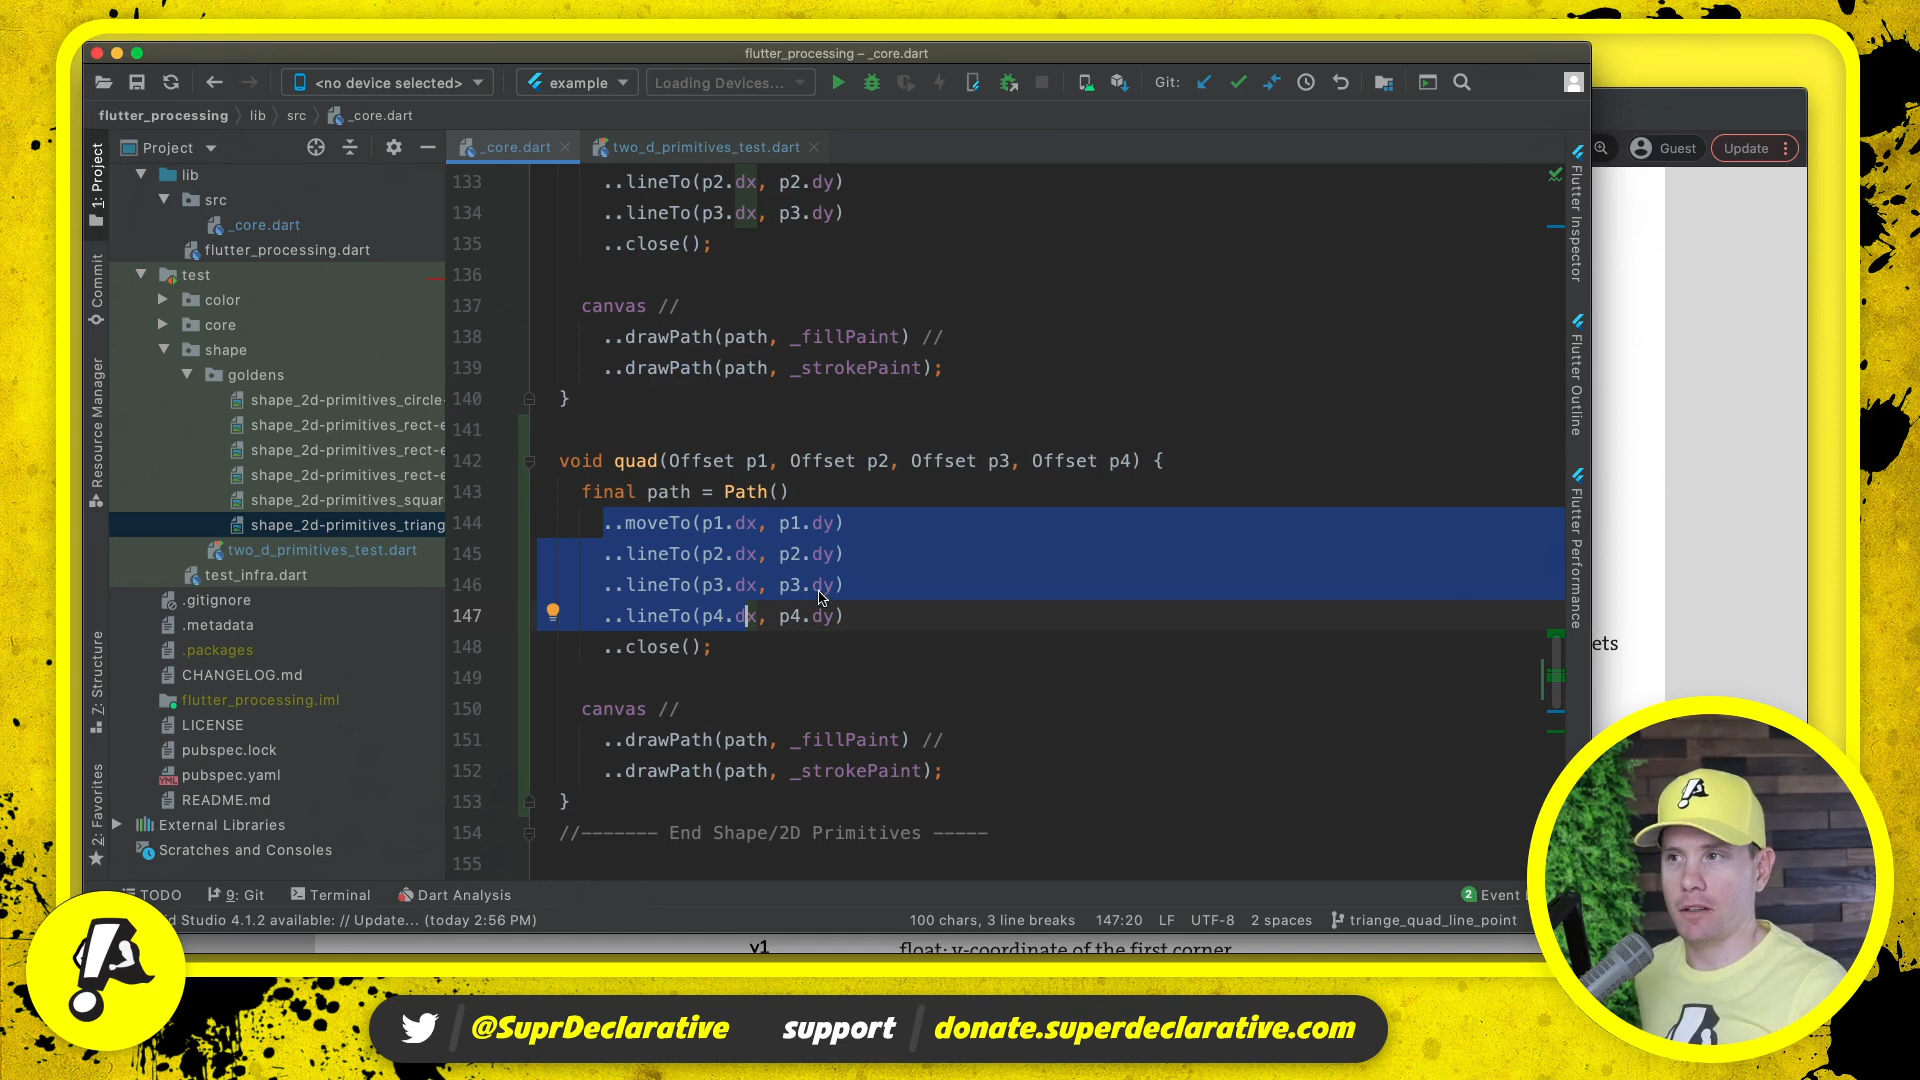 flutter_processing – _core.dart
<no device selected>
example
Loading Devices...
Git:
flutter_processing
lib
src
_core.dart
Guest
Update
Project
_core.dart
two_d_primitives_test.dart
lib
src
_core.dart
flutter_processing.dart
test
color
core
shape
goldens
shape_2d-primitives_circle-
shape_2d-primitives_rect-e
shape_2d-primitives_rect-e
shape_2d-primitives_rect-e
shape_2d-primitives_squar
shape_2d-primitives_triang
two_d_primitives_test.dart
test_infra.dart
.gitignore
.metadata
.packages
CHANGELOG.md
flutter_processing.iml
LICENSE
pubspec.lock
pubspec.yaml
README.md
External Libraries
Scratches and Consoles
1: Project
Commit
Resource Manager
7: Structure
2: Favorites
133 ..lineTo(p2.dx, p2.dy)
134 ..lineTo(p3.dx, p3.dy)
135 ..close();
136
137 canvas //
138 ..drawPath(path, _fillPaint) //
139 ..drawPath(path, _strokePaint);
140 }
141
142 void quad(Offset p1, Offset p2, Offset p3, Offset p4) {
143 final path = Path()
144 ..moveTo(p1.dx, p1.dy)
145 ..lineTo(p2.dx, p2.dy)
146 ..lineTo(p3.dx, p3.dy)
147 ..lineTo(p4.dx, p4.dy)
148 ..close();
149
150 canvas //
151 ..drawPath(path, _fillPaint) //
152 ..drawPath(path, _strokePaint);
153 }
154 //------- End Shape/2D Primitives -----
155
Flutter Inspector
Flutter Outline
Flutter Performance
ets
TODO
9: Git
Terminal
Dart Analysis
2 Event
d Studio 4.1.2 available: // Update... (today 2:56 PM)
100 chars, 3 line breaks
147:20
LF
UTF-8
2 spaces
triange_quad_line_point
y1
float: y-coordinate of the first corner
@SuprDeclarative
support
donate.superdeclarative.com